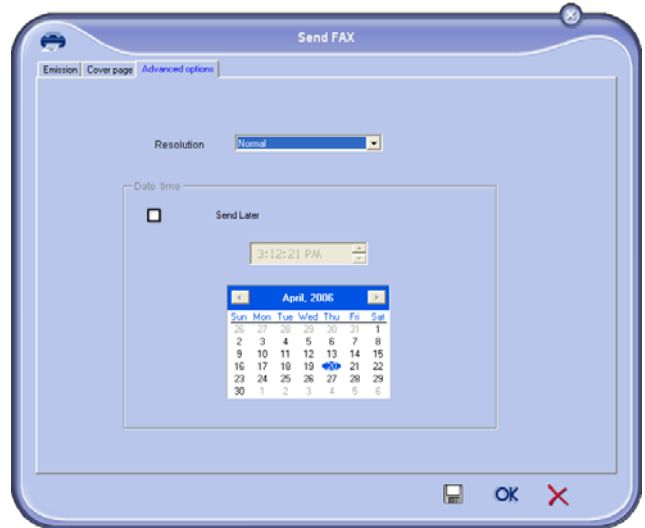 Send FAX
Emission Cover page Advanced options
Resolution Normal
Date time
Send Later
3:12:21 PM
April, 2006
Sun Mon Tue Wed Thu Fri Sat
26 27 28 29 30 31 1
2 3 4 5 6 7 8
9 10 11 12 13 14 15
16 17 18 19 20 21 22
23 24 25 26 27 28 29
30 1 2 3 4 5 6
OK